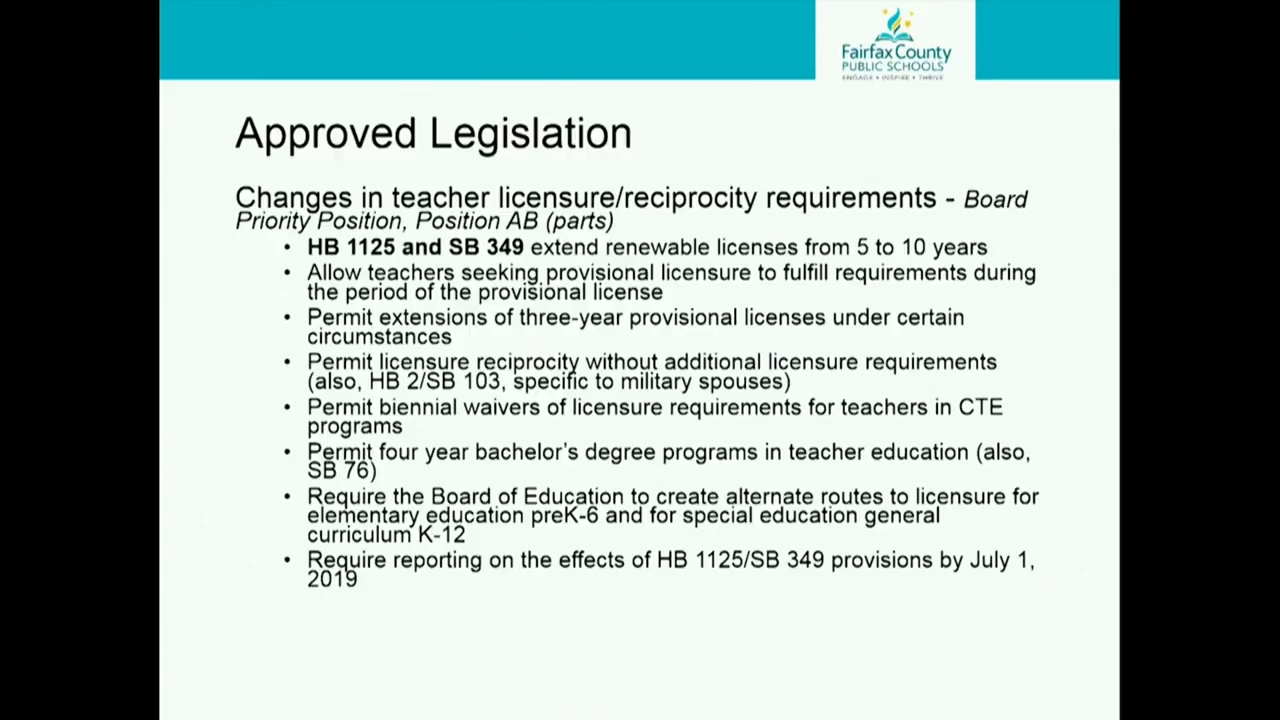 Fairfax County
PUBLIC SCHOOLS
ENGAGE • INSPIRE • THRIVE
Approved Legislation
Changes in teacher licensure/reciprocity requirements - Board
Priority Position, Position AB (parts)
• HB 1125 and SB 349 extend renewable licenses from 5 to 10 years
• Allow teachers seeking provisional licensure to fulfill requirements during
the period of the provisional license
• Permit extensions of three-year provisional licenses under certain
circumstances
• Permit licensure reciprocity without additional licensure requirements
(also, HB 2/SB 103, specific to military spouses)
• Permit biennial waivers of licensure requirements for teachers in CTE
programs
• Permit four year bachelor's degree programs in teacher education (also,
SB 76)
• Require the Board of Education to create alternate routes to licensure for
elementary education preK-6 and for special education general
curriculum K-12
• Require reporting on the effects of HB 1125/SB 349 provisions by July 1,
2019